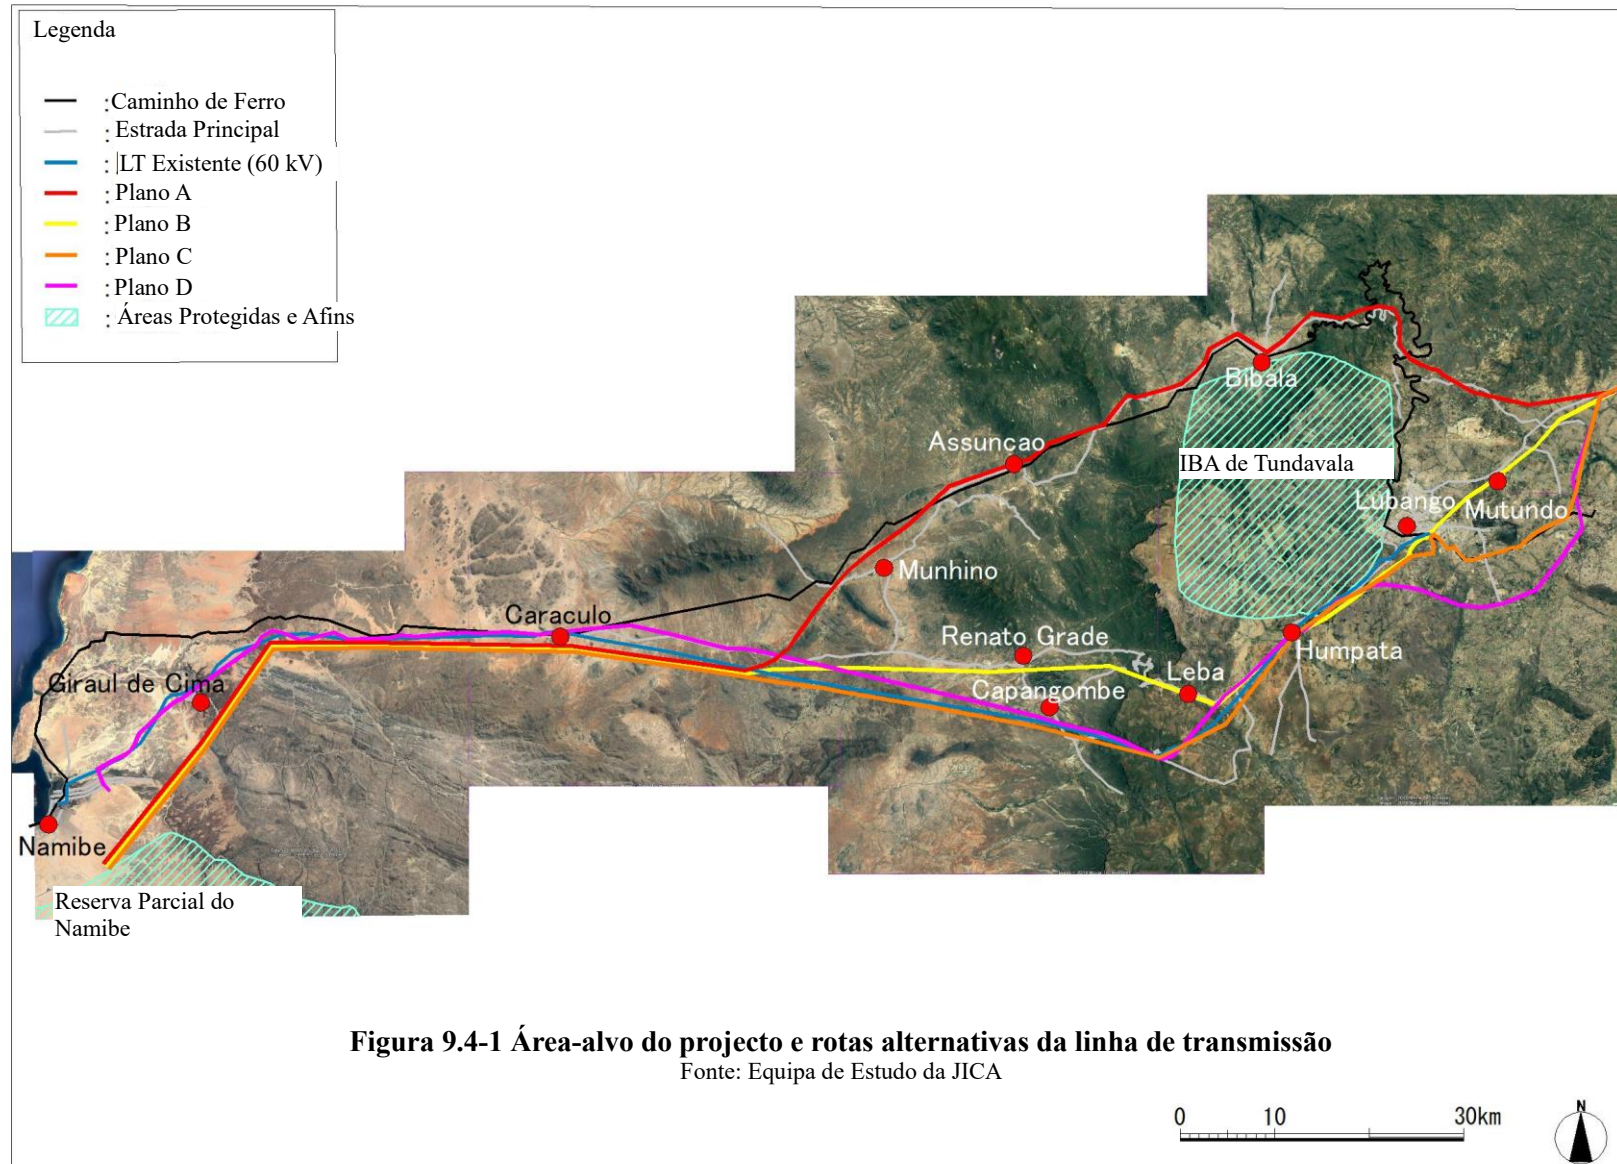 Legenda
:Caminho de Ferro
: Estrada Principal
: |LT Existente (60 kV)
: Plano A
: Plano B
: Plano C
: Plano D
: Áreas Protegidas e Afins
Bibala
Assuncao
IBA de Tundavala
Lubango
Mutundo
Munhino
Caraculo
Renato Grade
Humpata
Leba
Giraul de Cima
Capangombe
Namibe
Reserva Parcial do
Namibe
Figura 9.4-1 Área-alvo do projecto e rotas alternativas da linha de transmissão
Fonte: Equipa de Estudo da JICA
0 10 30km
N